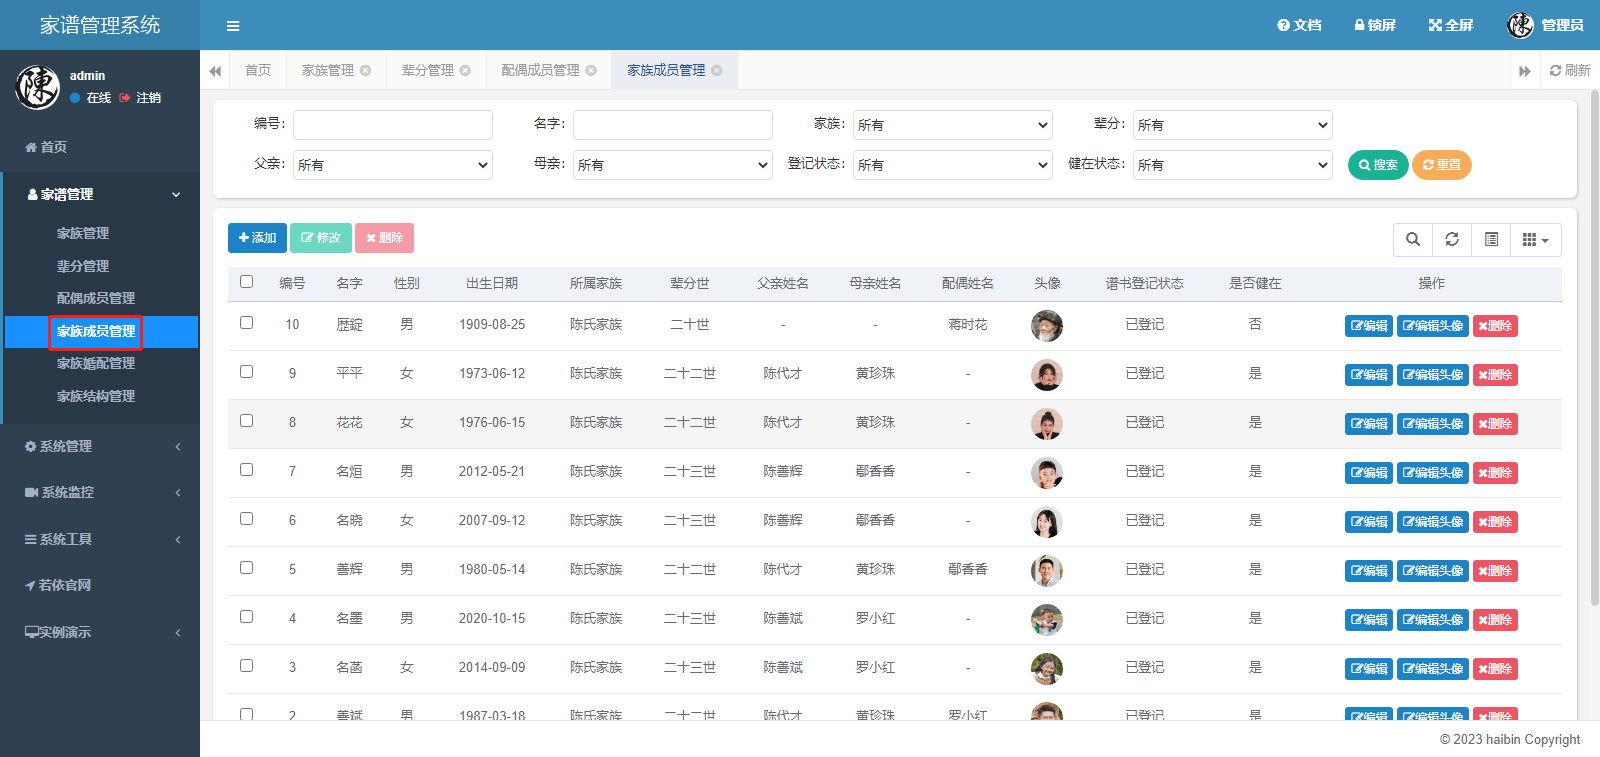 家谱管理系统
文档 锁屏 全屏 管理员
admin
在线 注销
首页
家谱管理
家族管理
辈分管理
配偶成员管理
家族成员管理
家族婚配管理
家族结构管理
系统管理
系统监控
系统工具
若依官网
实例演示
首页 家族管理 辈分管理 配偶成员管理 家族成员管理 刷新
编号: 名字: 家族: 所有 辈分: 所有
父亲: 所有 母亲: 所有 登记状态: 所有 健在状态: 所有 搜索 重置
添加 修改 删除
编号 名字 性别 出生日期 所属家族 辈分世 父亲姓名 母亲姓名 配偶姓名 头像 谱书登记状态 是否健在 操作
10 歴錠 男 1909-08-25 陈氏家族 二十世 - - 蒋时花 已登记 否 编辑 编辑头像 删除
9 平平 女 1973-06-12 陈氏家族 二十二世 陈代才 黄珍珠 - 已登记 是 编辑 编辑头像 删除
8 花花 女 1976-06-15 陈氏家族 二十二世 陈代才 黄珍珠 - 已登记 是 编辑 编辑头像 删除
7 名烜 男 2012-05-21 陈氏家族 二十三世 陈善辉 鄢香香 - 已登记 是 编辑 编辑头像 删除
6 名晓 女 2007-09-12 陈氏家族 二十三世 陈善辉 鄢香香 - 已登记 是 编辑 编辑头像 删除
5 善辉 男 1980-05-14 陈氏家族 二十二世 陈代才 黄珍珠 鄢香香 已登记 是 编辑 编辑头像 删除
4 名墨 男 2020-10-15 陈氏家族 二十三世 陈善斌 罗小红 - 已登记 是 编辑 编辑头像 删除
3 名菡 女 2014-09-09 陈氏家族 二十三世 陈善斌 罗小红 - 已登记 是 编辑 编辑头像 删除
2 善斌 男 1987-03-18 陈氏家族 二十二世 陈代才 黄珍珠 罗小红 已登记 是 编辑 编辑头像 删除
© 2023 haibin Copyright